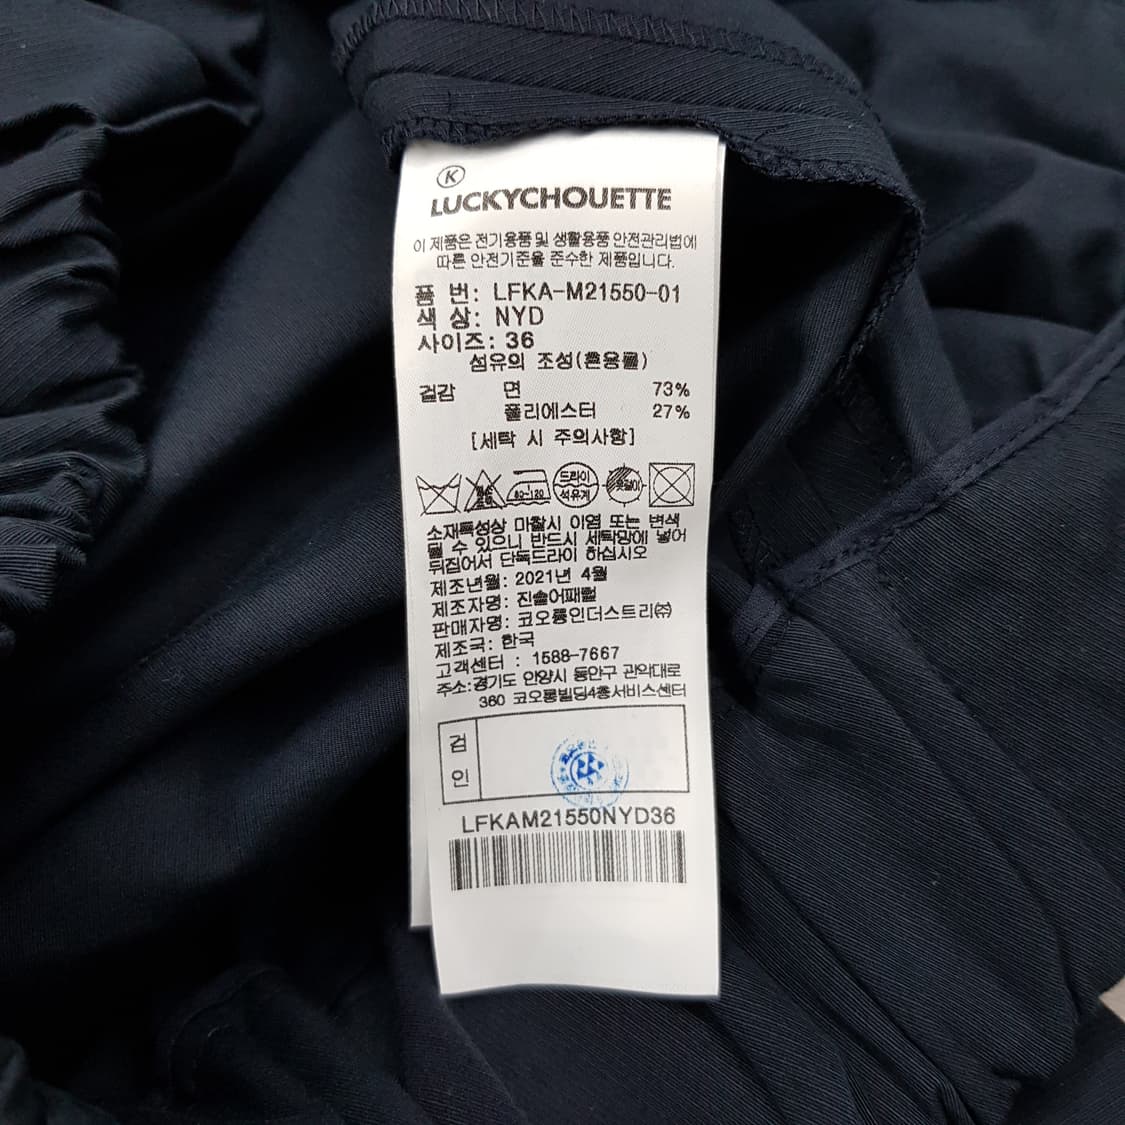 K
LUCKYCHOUETTE
이 제품은 전기용품 및 생활용품 안전관리법에
따른 안전기준을 준수한 제품입니다.
품 번: LFKA-M21550-01
색 상: NYD
사이즈: 36
섬유의 조성(혼용률)
겉감 면 73%
폴리에스터 27%
[세탁 시 주의사항]
80~120 드라이 석유계 옷걸이
소재특성상 마찰시 이염 또는 변색
될 수 있으니 반드시 세탁망에 넣어
뒤집어서 단독드라이 하십시오
제조년월: 2021년 4월
제조자명: 진솔어패럴
판매자명: 코오롱인더스트리㈜
제조국: 한국
고객센터 : 1588-7667
주소:경기도 안양시 동안구 관악대로
360 코오롱빌딩4층서비스센터
검
인
LFKAM21550NYD36